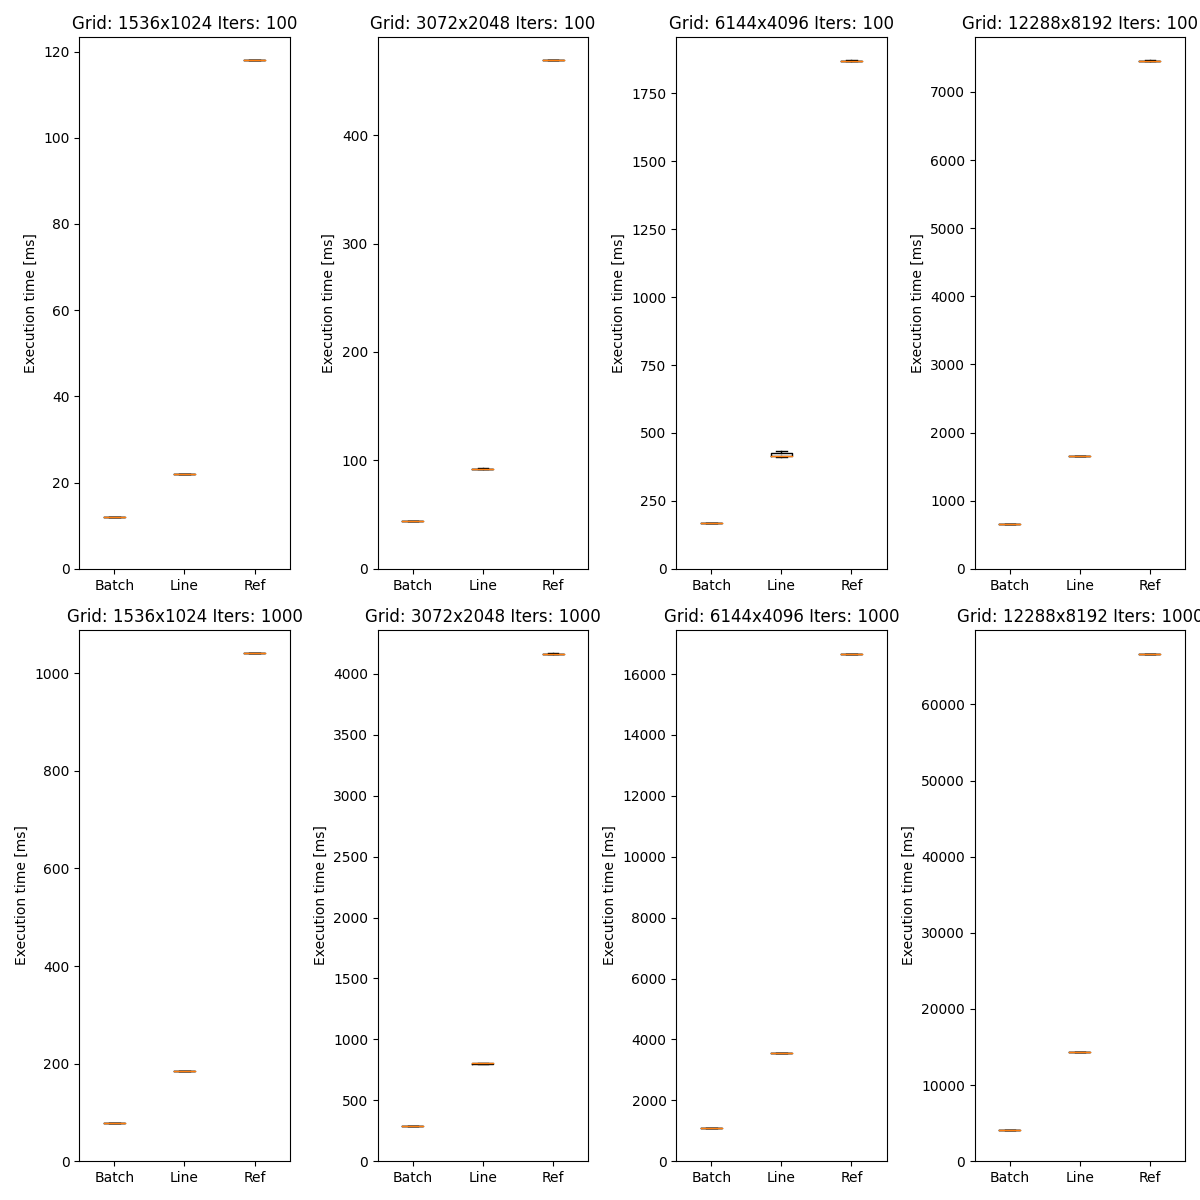 Grid: 1536x1024 Iters: 100
Execution time [ms]
120
100
80
60
40
20
0
Batch Line Ref
Grid: 3072x2048 Iters: 100
Execution time [ms]
400
300
200
100
0
Batch Line Ref
Grid: 6144x4096 Iters: 100
Execution time [ms]
1750
1500
1250
1000
750
500
250
0
Batch Line Ref
Grid: 12288x8192 Iters: 100
Execution time [ms]
7000
6000
5000
4000
3000
2000
1000
0
Batch Line Ref
Grid: 1536x1024 Iters: 1000
Execution time [ms]
1000
800
600
400
200
0
Batch Line Ref
Grid: 3072x2048 Iters: 1000
Execution time [ms]
4000
3500
3000
2500
2000
1500
1000
500
0
Batch Line Ref
Grid: 6144x4096 Iters: 1000
Execution time [ms]
16000
14000
12000
10000
8000
6000
4000
2000
0
Batch Line Ref
Grid: 12288x8192 Iters: 1000
Execution time [ms]
60000
50000
40000
30000
20000
10000
0
Batch Line Ref